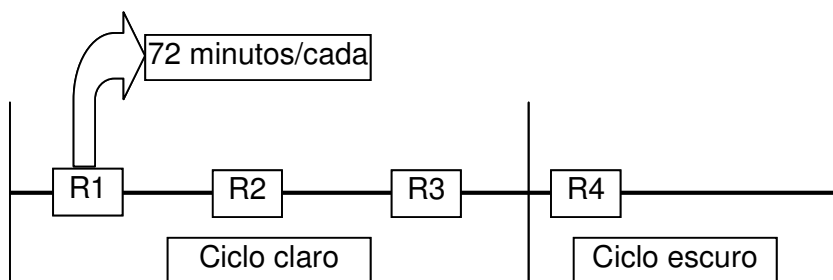 72 minutos/cada
R1
R2
R3
R4
Ciclo claro
Ciclo escuro